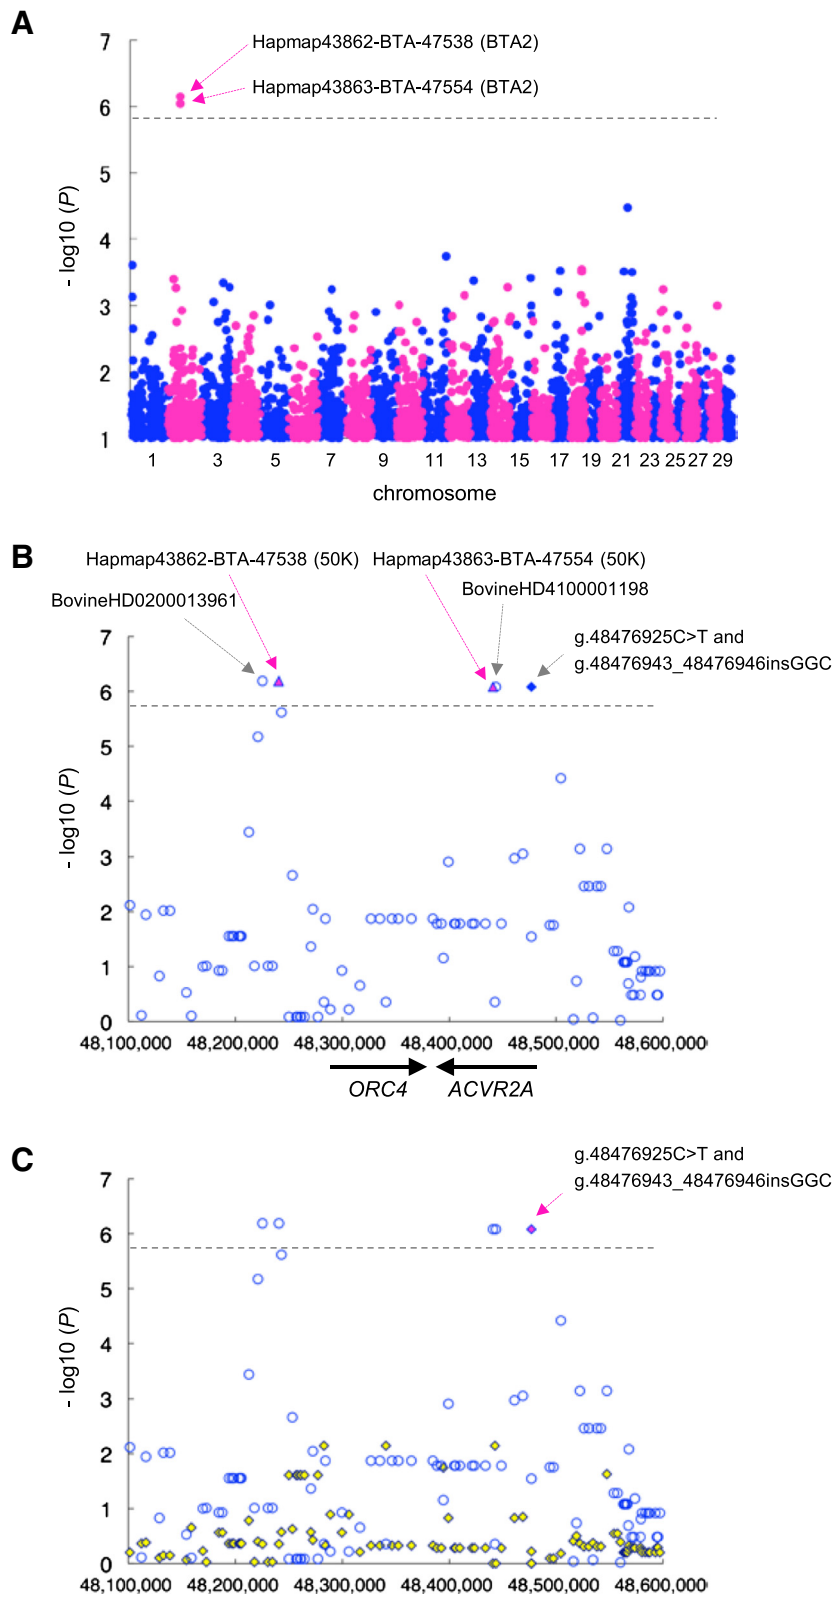 A
Hapmap43862-BTA-47538 (BTA2)
Hapmap43863-BTA-47554 (BTA2)
7
6
5
4
3
2
1
- log10 (P)
1 3 5 7 9 11 13 15 17 19 21 23 25 27 29
chromosome
B
Hapmap43862-BTA-47538 (50K) Hapmap43863-BTA-47554 (50K)
BovineHD0200013961
BovineHD4100001198
g.48476925C>T and
g.48476943_48476946insGGC
7
6
5
4
3
2
1
0
- log10 (P)
48,100,000 48,200,000 48,300,000 48,400,000 48,500,000 48,600,000
ORC4 ACVR2A
C
g.48476925C>T and
g.48476943_48476946insGGC
7
6
5
4
3
2
1
0
- log10 (P)
48,100,000 48,200,000 48,300,000 48,400,000 48,500,000 48,600,000